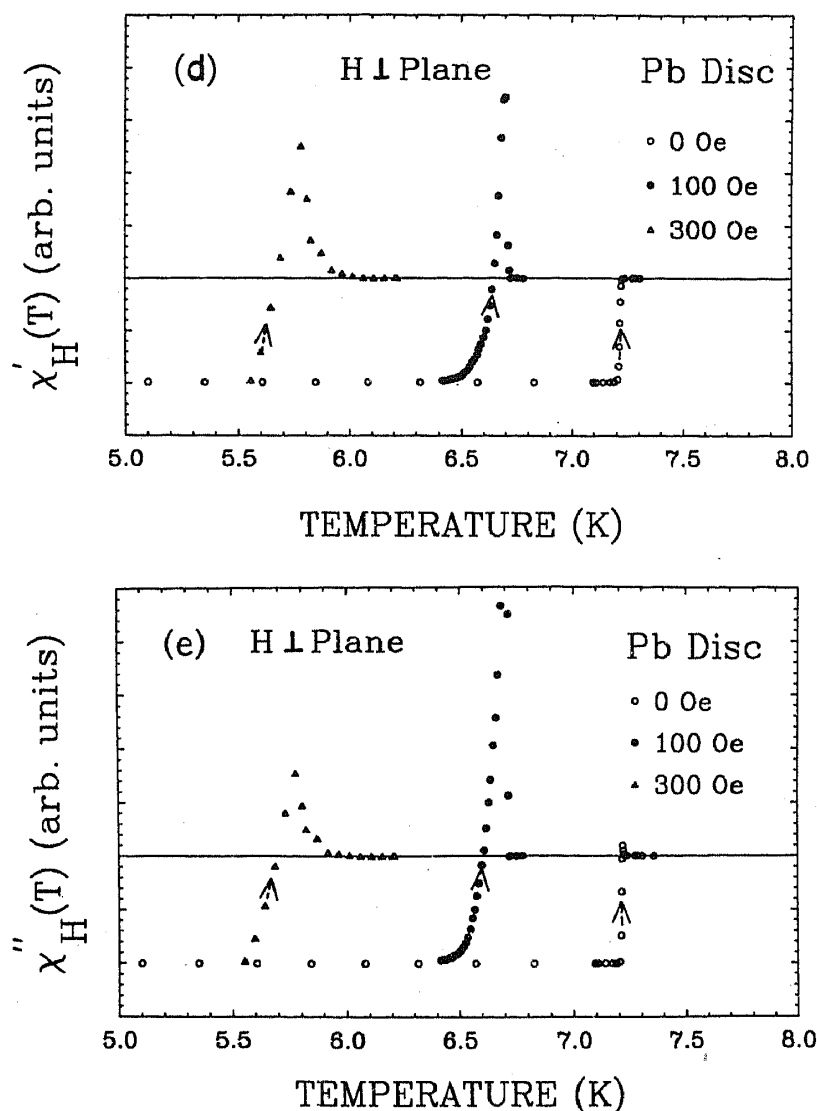 (d) H ⊥ Plane Pb Disc
○ 0 Oe
● 100 Oe
▲ 300 Oe
χ'H(T) (arb. units)
5.0 5.5 6.0 6.5 7.0 7.5 8.0
TEMPERATURE (K)
(e) H ⊥ Plane Pb Disc
○ 0 Oe
● 100 Oe
▲ 300 Oe
χ''H(T) (arb. units)
5.0 5.5 6.0 6.5 7.0 7.5 8.0
TEMPERATURE (K)